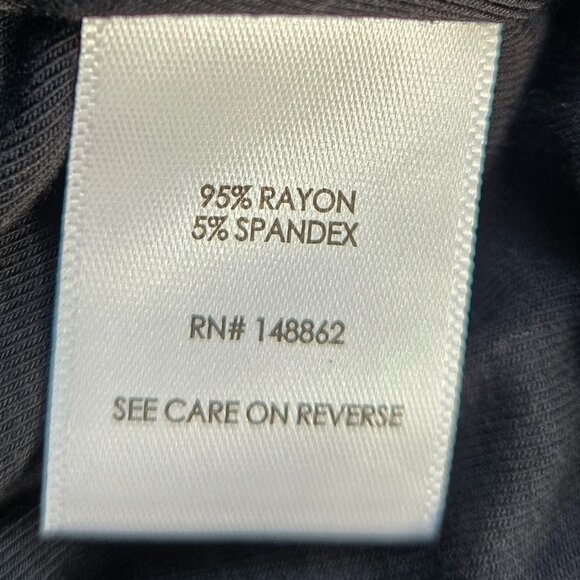 95% RAYON
5% SPANDEX
RN# 148862
SEE CARE ON REVERSE